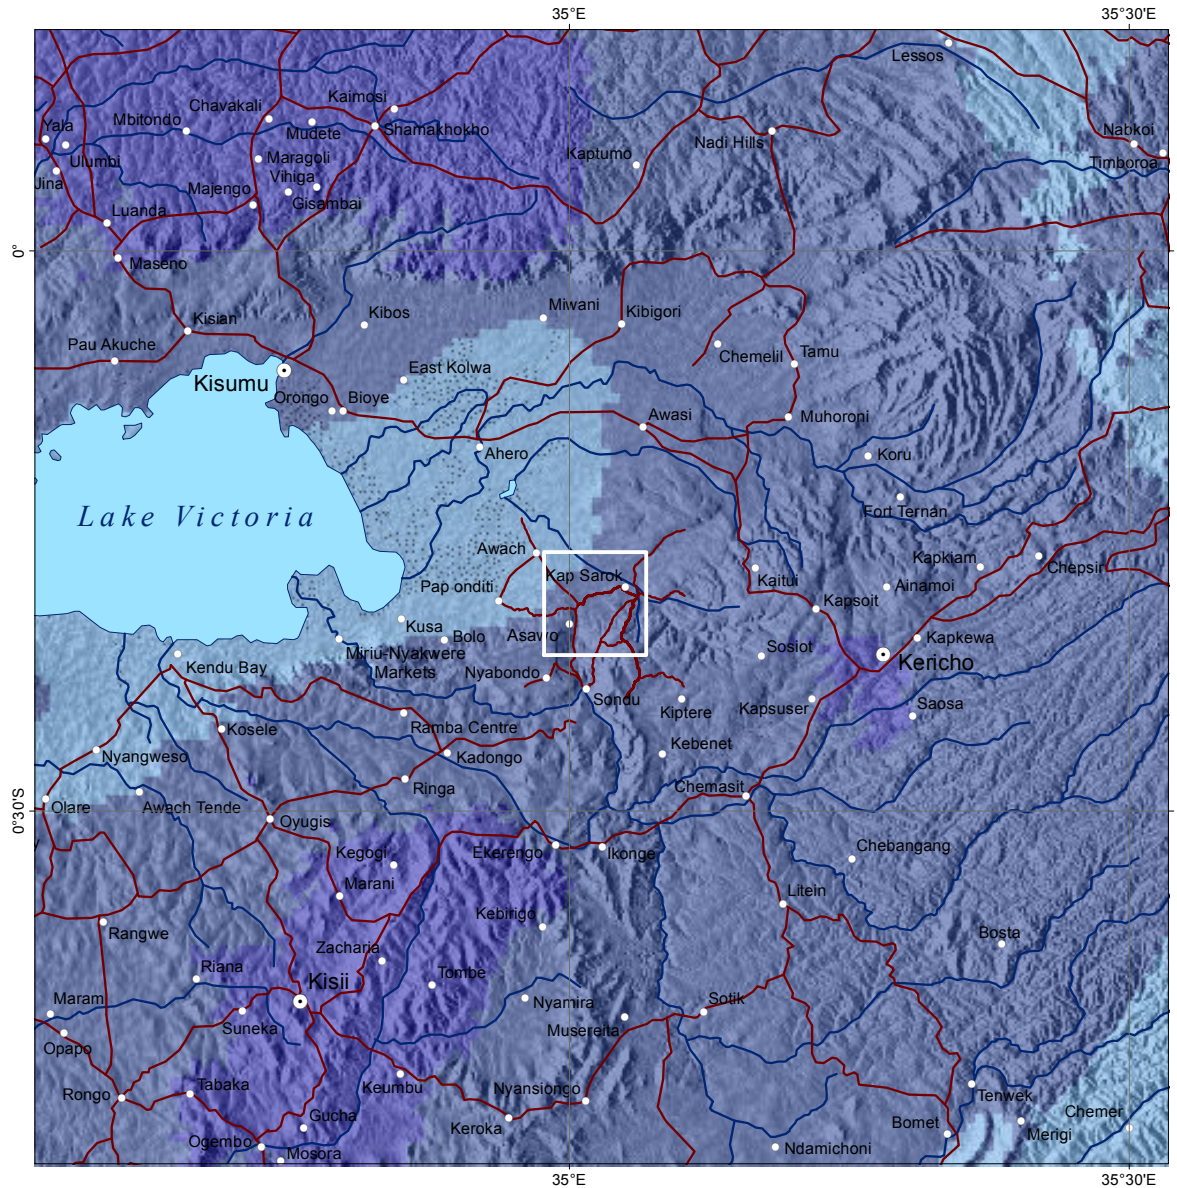 35°E
35°30'E
Lessos
Kaimosi
Chavakali
Mbitondo
Mudete
Shamakhokho
Yala
Nadi Hills
Nabkoi
Ulumbi
Maragoli
Kaptumo
Timboroa
Jina
Vihiga
Majengo
Gisambai
Luanda
0°
Maseno
Miwani
Kibos
Kibigori
Kisian
Pau Akuche
Chemelil
Tamu
East Kolwa
Kisumu
Orongo
Bioye
Awasi
Muhoroni
Ahero
Koru
Lake Victoria
Fort Ternan
Awach
Kapkiam
Chepsir
Kap Sarok
Kaitui
Ainamoi
Pap onditi
Kapsoit
Kusa
Bolo
Asawo
Kapkewa
Miriu-Nyakwere
Markets
Sosiot
Kericho
Kendu Bay
Nyabondo
Sondu
Kiptere
Kapsuser
Saosa
Kosele
Ramba Centre
Kebenet
Nyangweso
Kadongo
Ringa
Chemasit
Olare
Awach Tende
0°30'S
Oyugis
Kegogi
Ekerengo
Ikonge
Chebangang
Marani
Litein
Rangwe
Kebirigo
Bosta
Zacharia
Riana
Kisii
Tombe
Maram
Nyamira
Sotik
Suneka
Musereita
Opapo
Rongo
Tabaka
Keumbu
Nyansiongo
Tenwek
Gucha
Keroka
Bomet
Merigi
Chemer
Ogembo
Mosora
Ndamichoni
35°E
35°30'E